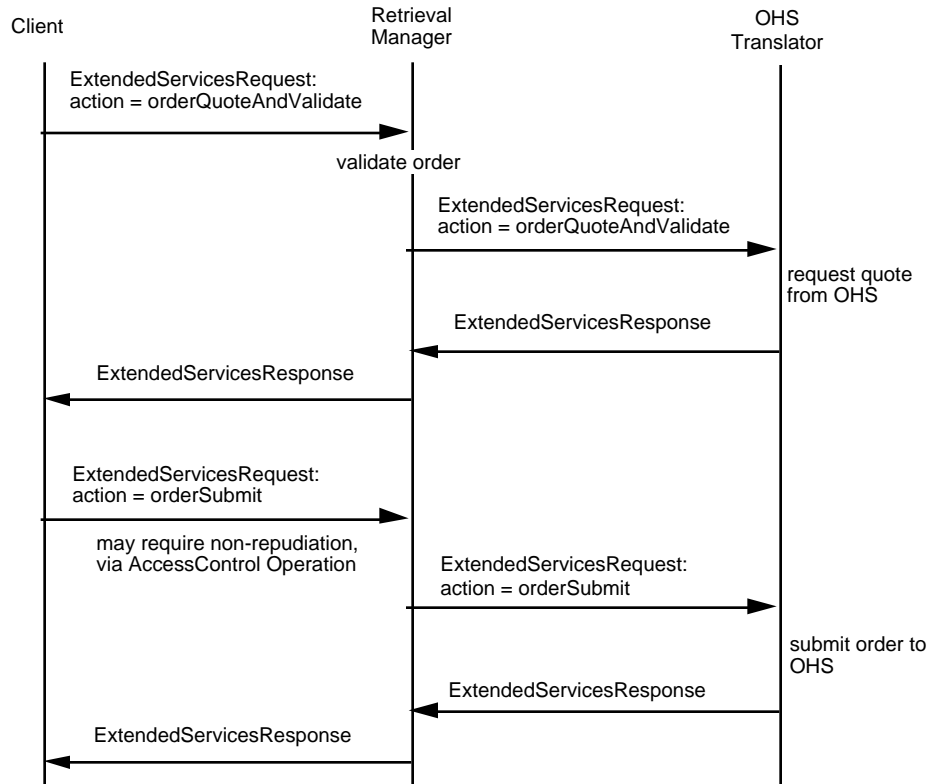 Client
Retrieval
Manager
OHS
Translator
ExtendedServicesRequest:
action = orderQuoteAndValidate
validate order
ExtendedServicesRequest:
action = orderQuoteAndValidate
request quote
from OHS
ExtendedServicesResponse
ExtendedServicesResponse
ExtendedServicesRequest:
action = orderSubmit
may require non-repudiation,
via AccessControl Operation
ExtendedServicesRequest:
action = orderSubmit
submit order to
OHS
ExtendedServicesResponse
ExtendedServicesResponse